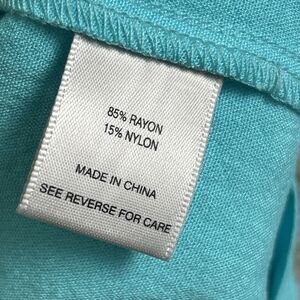 85% RAYON
15% NYLON
MADE IN CHINA
SEE REVERSE FOR CARE